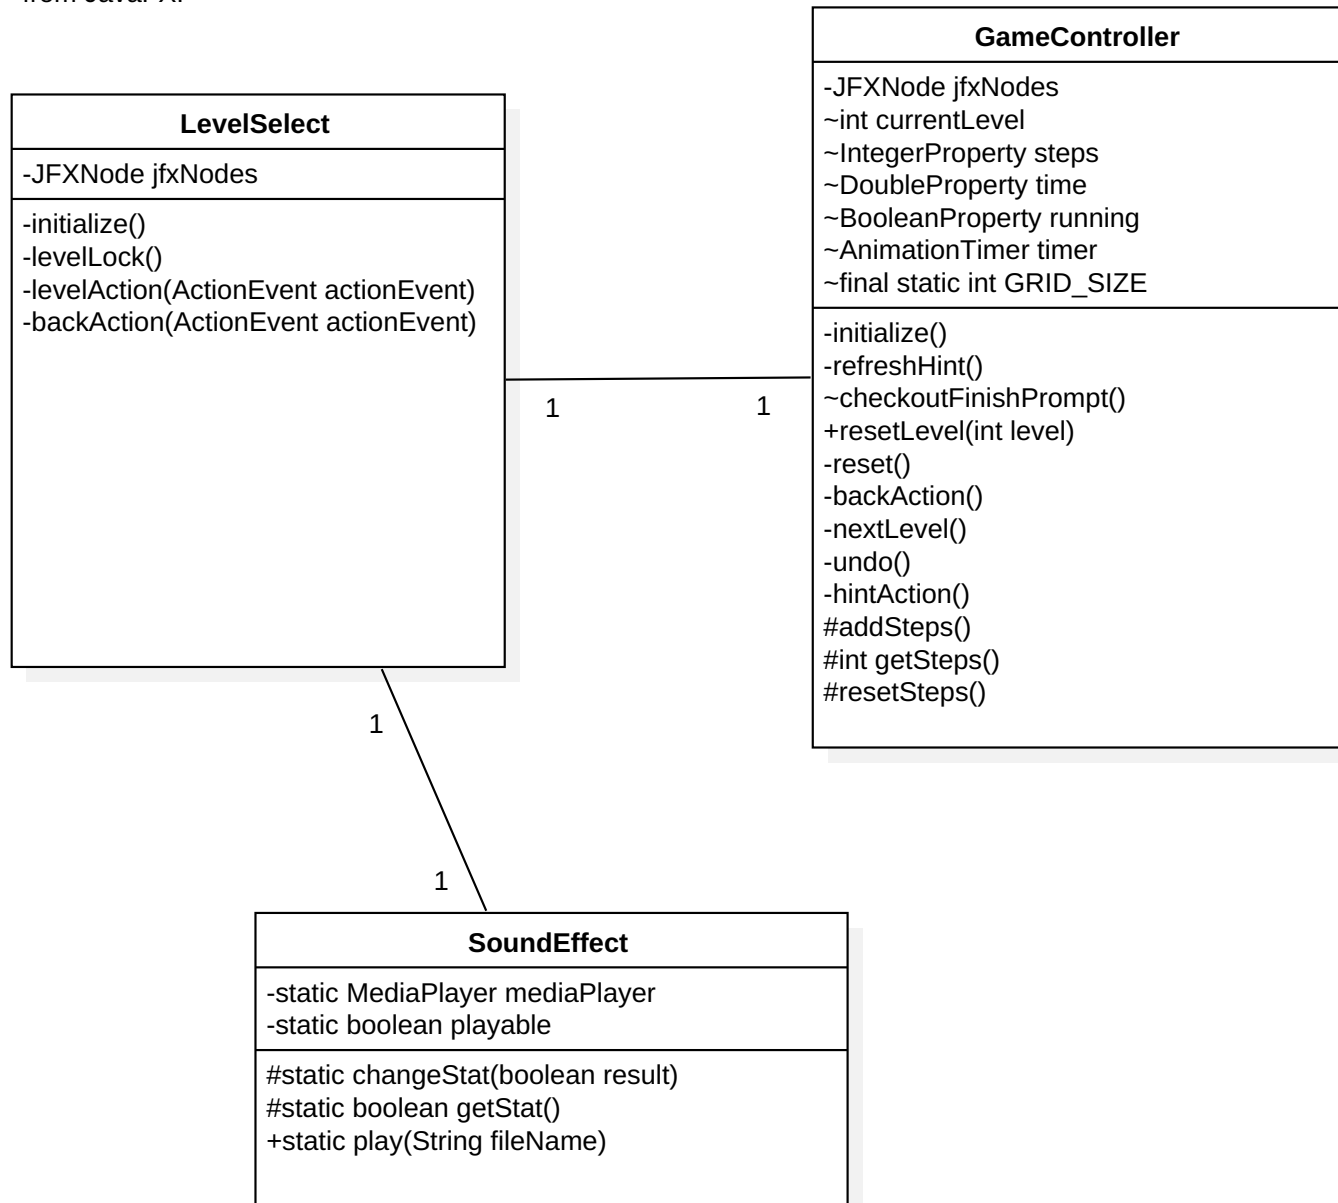 LevelSelect
-JFXNode jfxNodes
-initialize()
-levelLock()
-levelAction(ActionEvent actionEvent)
-backAction(ActionEvent actionEvent)
GameController
-JFXNode jfxNodes
~int currentLevel
~IntegerProperty steps
~DoubleProperty time
~BooleanProperty running
~AnimationTimer timer
~final static int GRID_SIZE
-initialize()
-refreshHint()
~checkoutFinishPrompt()
+resetLevel(int level)
-reset()
-backAction()
-nextLevel()
-undo()
-hintAction()
#addSteps()
#int getSteps()
#resetSteps()
1
1
1
1
SoundEffect
-static MediaPlayer mediaPlayer
-static boolean playable
#static changeStat(boolean result)
#static boolean getStat()
+static play(String fileName)